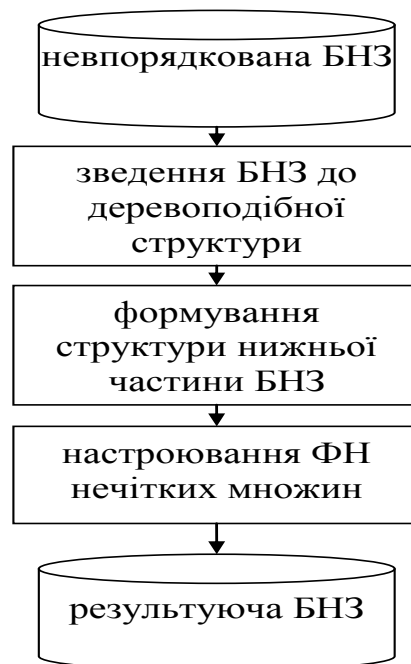 невпорядкована БНЗ
зведення БНЗ до
деревоподібної
структури
формування
структури нижньої
частини БНЗ
настроювання ФН
нечітких множин
результуюча БНЗ